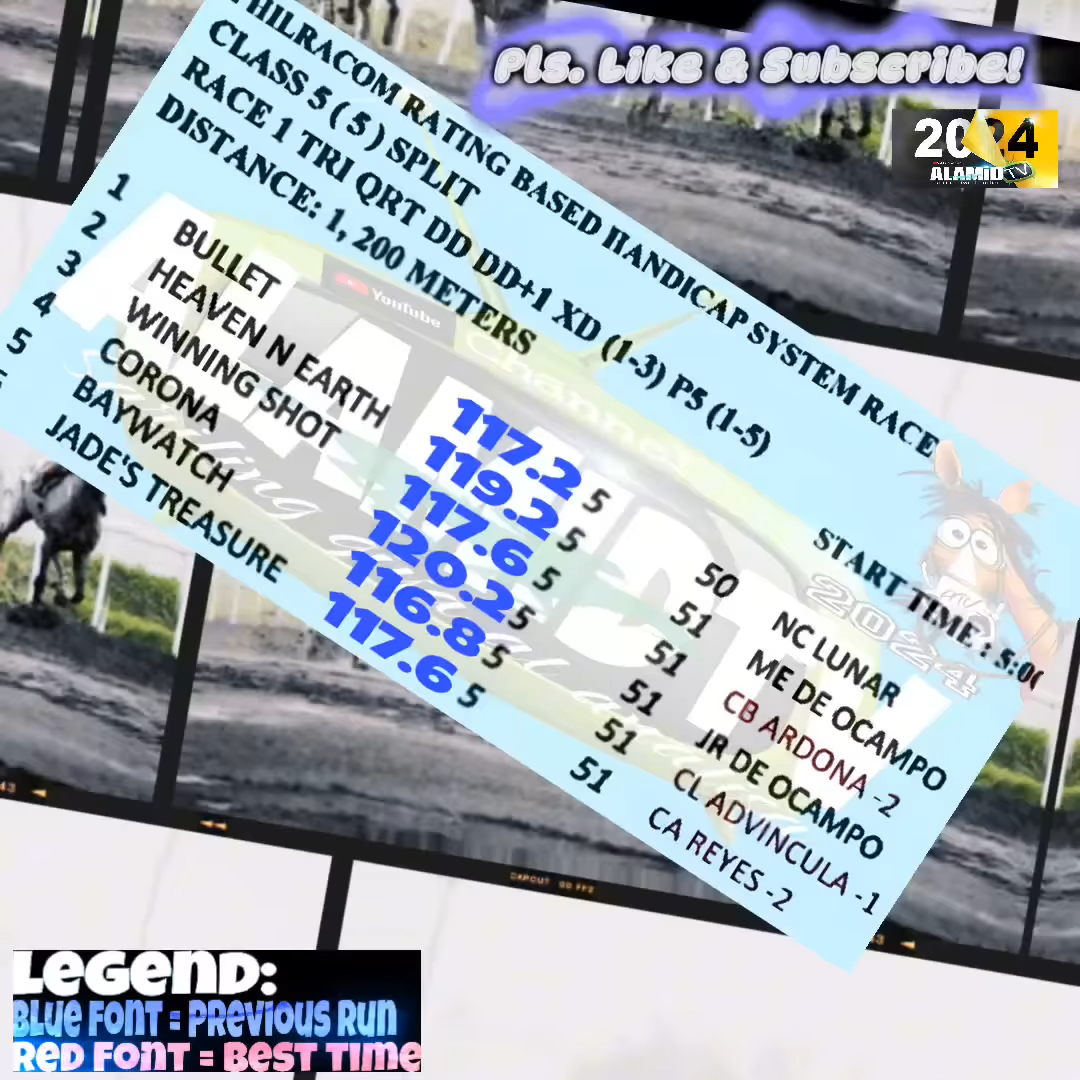 Pls. Like & Subscribe!
2024
ALAMID TV
PHILRACOM RATING BASED HANDICAP SYSTEM RACE
CLASS 5 ( 5 ) SPLIT
RACE 1 TRI QRT DD DD+1 XD (1-3) P5 (1-5)
DISTANCE: 1, 200 METERS
START TIME : 5:00
1 BULLET 117.2 5 50 NC LUNAR
2 HEAVEN N EARTH 119.2 5 51 ME DE OCAMPO
3 WINNING SHOT 117.6 5 51 CB ARDONA -2
4 CORONA 120.2 5 51 JR DE OCAMPO
5 BAYWATCH 116.8 5 51 CL ADVINCULA -1
JADE'S TREASURE 117.6 5 51 CA REYES -2
YouTube
Channel
2024
LEGEND:
BLUE FONT = PREVIOUS RUN
RED FONT = BEST TIME